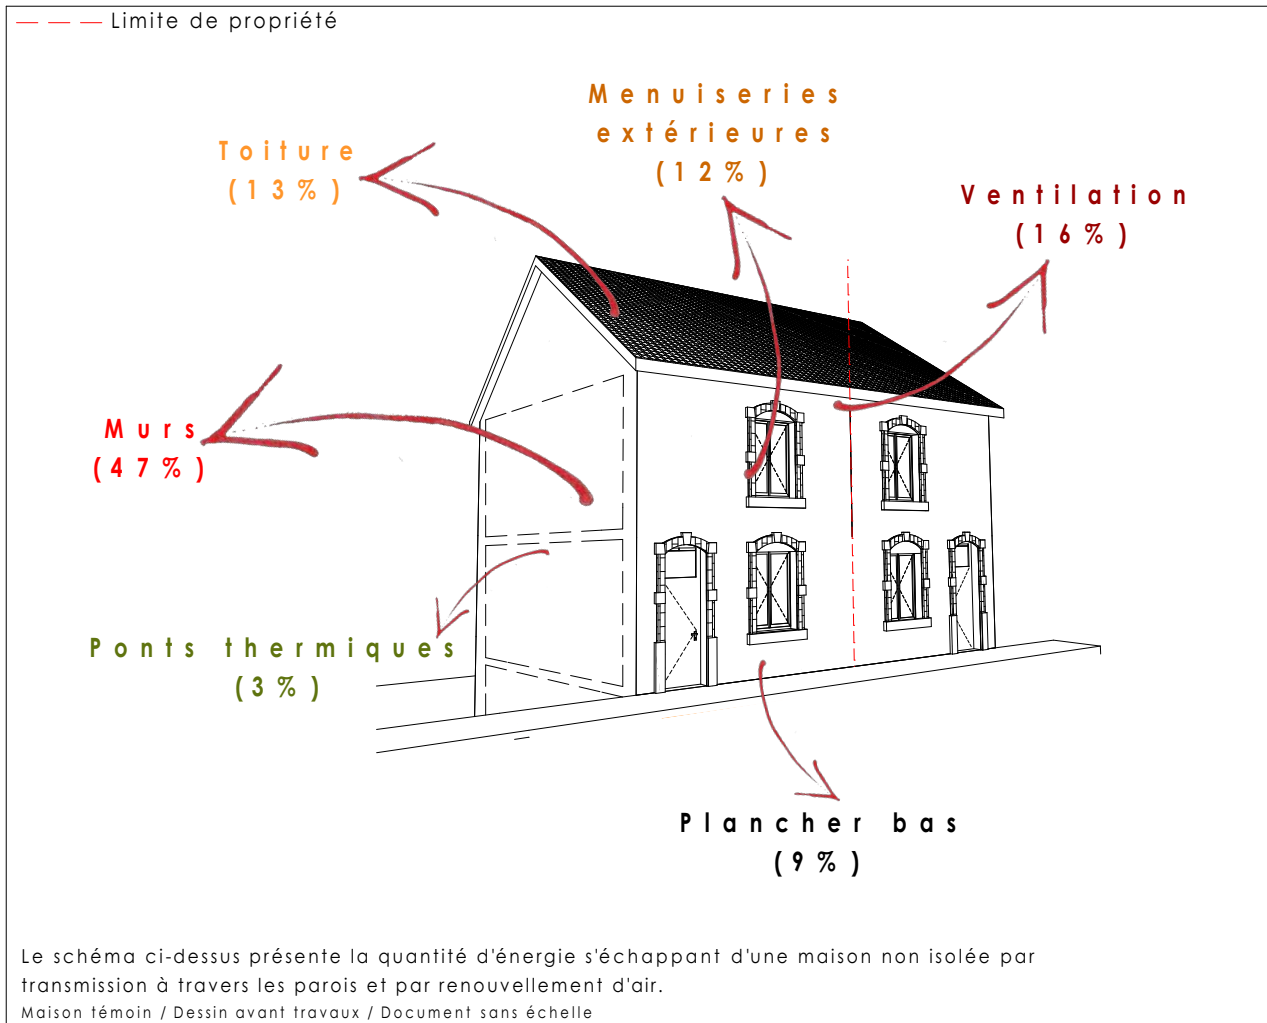 Limite de propriété
Menuiseries
extérieures
(12%)
Toiture
(13%)
Ventilation
(16%)
Murs
(47%)
Ponts thermiques
(3%)
Plancher bas
(9%)
Le schéma ci-dessus présente la quantité d'énergie s'échappant d'une maison non isolée par
transmission à travers les parois et par renouvellement d'air.
Maison témoin / Dessin avant travaux / Document sans échelle